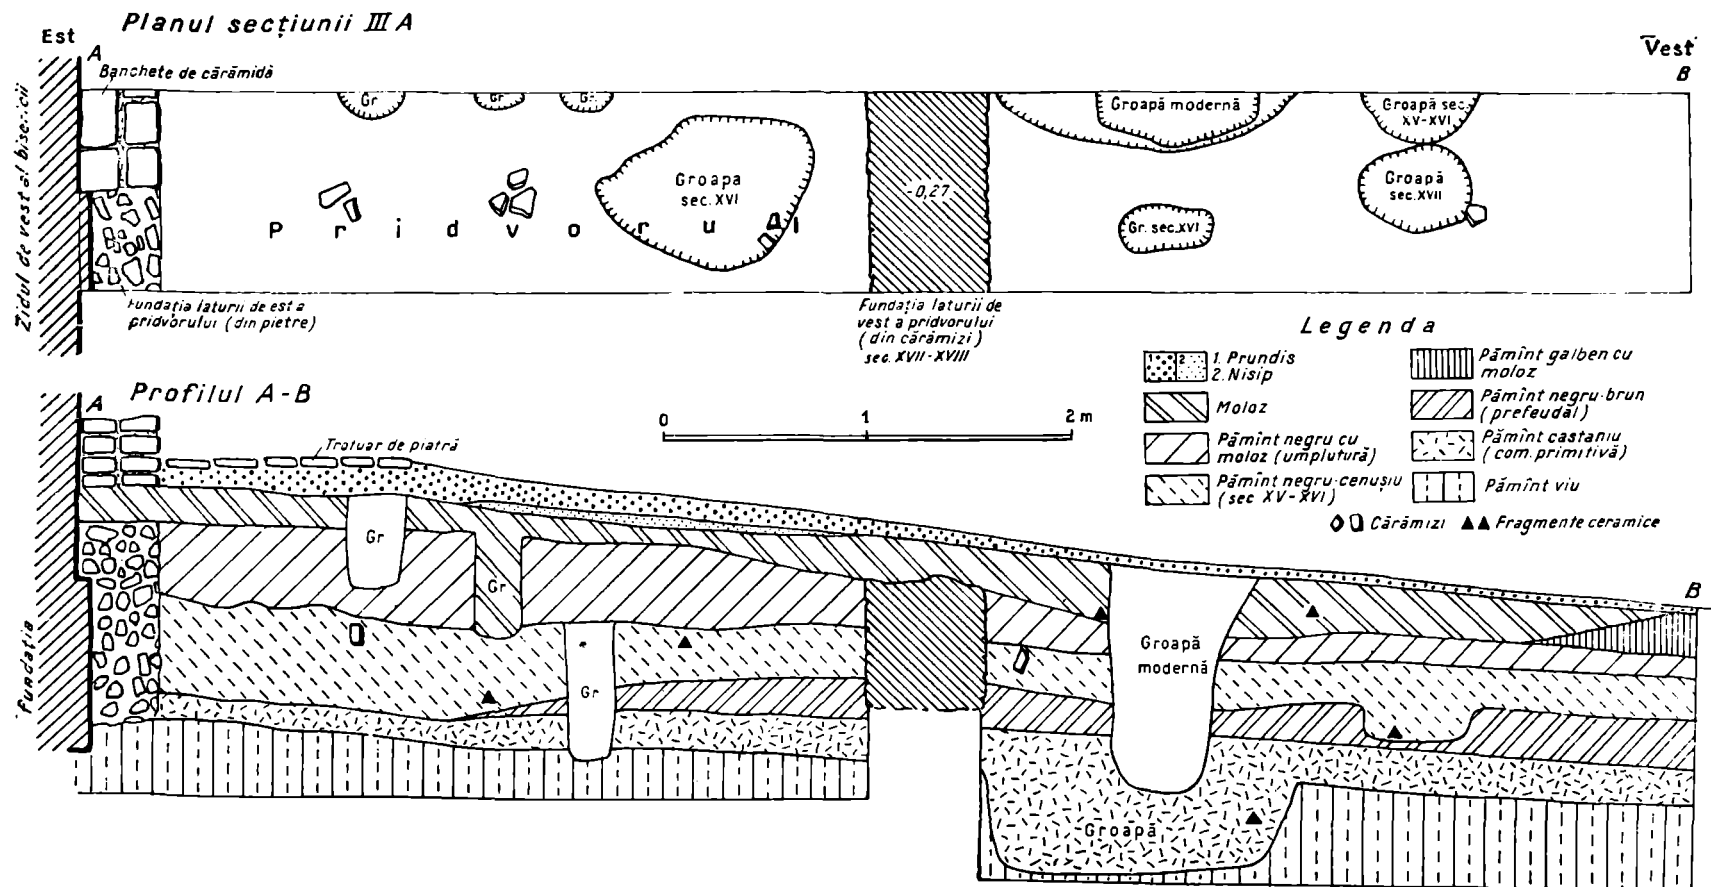 Planul secțiunii III A
Est
Vest
A
B
Banchete de cărămidă
Zidul de vest al bisericii
Gr
Gr
Gr
Groapă modernă
Groapă sec.
XV-XVI
Groapa
sec. XVI
-0,27
Groapă
sec. XVII
Pridvorul
Gr. sec. XVI
Fundația laturii de est a
pridvorului (din pietre)
Fundația laturii de
vest a pridvorului
(din cărămizi)
sec. XVII-XVIII
Legenda
1 2
1. Prundis
2. Nisip
Moloz
Pămînt negru cu
moloz (umplutură)
Pămînt negru-cenușiu
(sec XV-XVI)
Pămînt galben cu
moloz
Pămînt negru-brun
(prefeudal)
Pămînt castaniu
(com. primitivă)
Pămînt viu
Cărămizi
Fragmente ceramice
Profilul A-B
A
0 1 2 m
Trotuar de piatră
Gr
Gr
Gr
Groapă
modernă
B
Groapă
fundația